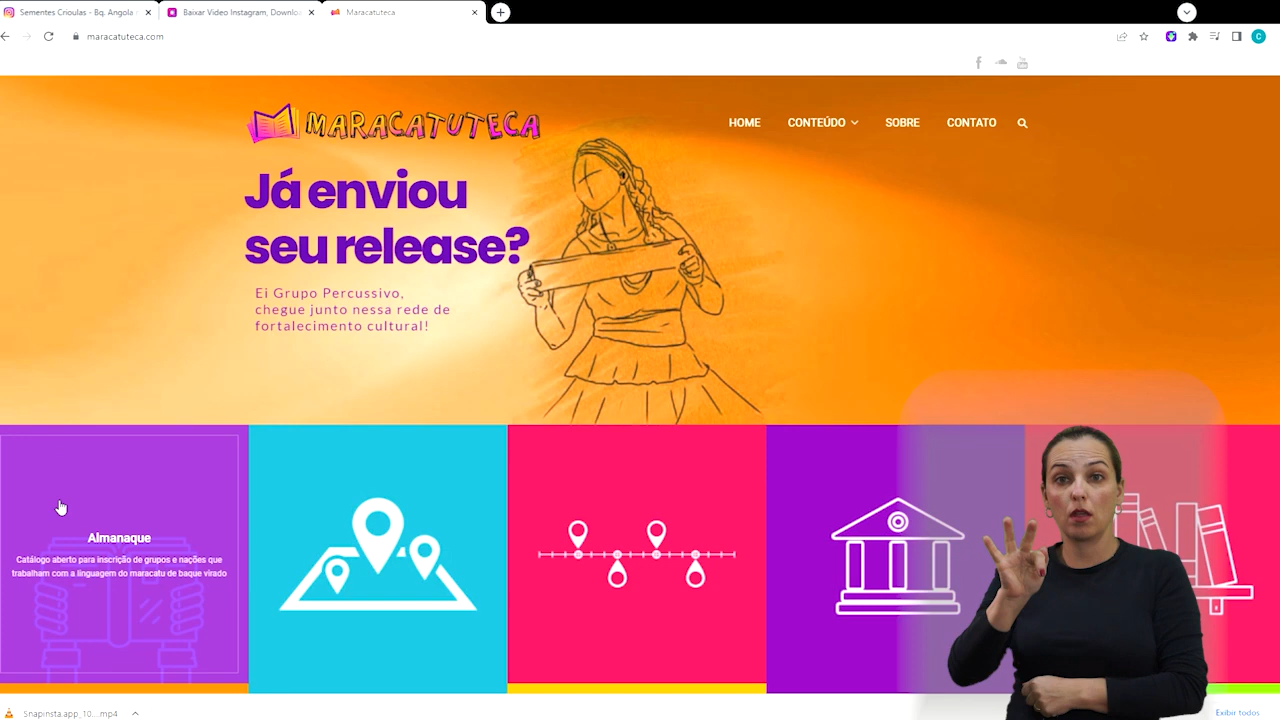 Sementes Crioulas - Bq. Angola
Baixar Video Instagram, Downlo
Maracatuteca
maracatuteca.com
MARACATUTECA
HOME
CONTEÚDO
SOBRE
CONTATO
Já enviou
seu release?
Ei Grupo Percussivo,
chegue junto nessa rede de
fortalecimento cultural!
Almanaque
Catálogo aberto para inscrição de grupos e nações que
trabalham com a linguagem do maracatu de baque virado
Snapinsta.app_10....mp4
Exibir todos